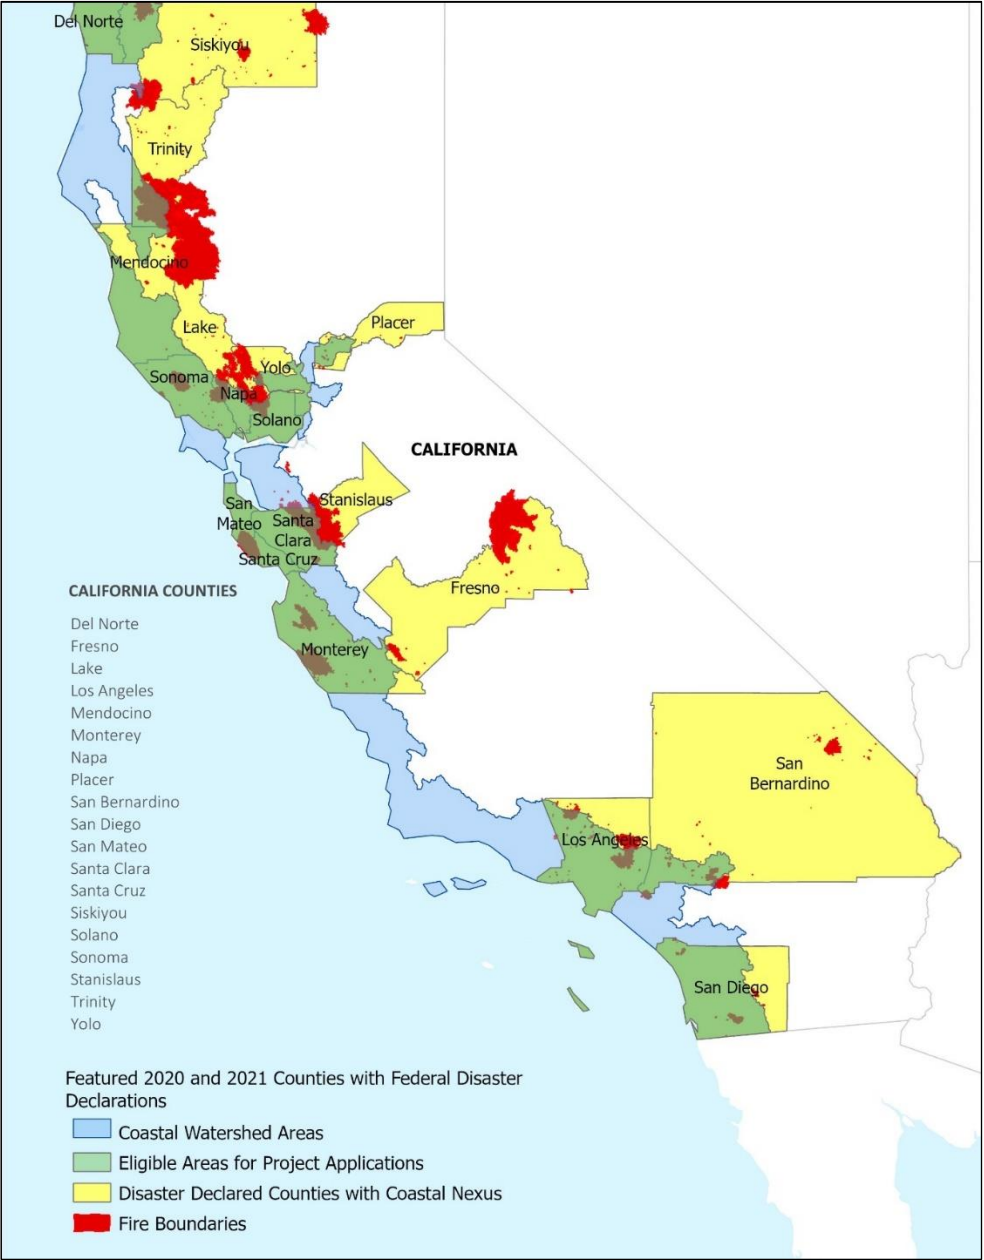 Del Norte
Siskiyou
Trinity
Mendocino
Lake
Placer
Yolo
Sonoma
Napa
Solano
CALIFORNIA
Stanislaus
San
Mateo
Santa
Clara
Santa Cruz
Fresno
Monterey
San
Bernardino
Los Angeles
San Diego
CALIFORNIA COUNTIES
Del Norte
Fresno
Lake
Los Angeles
Mendocino
Monterey
Napa
Placer
San Bernardino
San Diego
San Mateo
Santa Clara
Santa Cruz
Siskiyou
Solano
Sonoma
Stanislaus
Trinity
Yolo
Featured 2020 and 2021 Counties with Federal Disaster
Declarations
Coastal Watershed Areas
Eligible Areas for Project Applications
Disaster Declared Counties with Coastal Nexus
Fire Boundaries